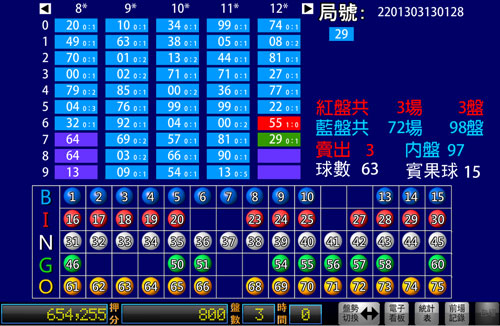 ◀ 8* 9* 10* 11* 12* ▶ 局號: 2201303130128
0 20 0:1 10 0:1 34 0:1 99 0:1 74 0:2 29
1 49 0:1 63 0:1 38 0:1 05 0:1 08 0:2
2 70 0:1 01 0:2 13 0:2 44 0:1 81 0:1
3 00 0:1 02 0:1 71 0:1 71 0:1 27 0:1
4 79 0:2 85 0:1 00 0:2 36 0:1 77 0:1
5 04 0:3 76 0:1 99 0:1 99 0:1 22 0:1 紅盤共 3場 3盤
6 32 0:1 92 0:1 04 0:1 01 0:1 55 1:0 藍盤共 72場 98盤
7 64 69 0:2 57 0:1 81 0:1 29 0:1 賣出 3 內盤 97
8 64 03 0:2 66 0:1 90 0:1 球數 63 賓果球 15
9 13 09 0:1 54 0:1 13 0:5
B 1 2 3 4 5 6 7 8 9 10 13 14 15
I 16 17 18 19 20 23 24 25 27 28 29 30
N 31 32 33 34 35 36 37 38 39 40 41 42 43 44 45
G 46 50 51 54 55 56 57 58 60
O 61 62 63 64 65 66 68 69 70 71 72 73 74 75
654,255 押分 800 盤數 3 時間 0 盤勢切換 電子看板 統計表 前場記錄